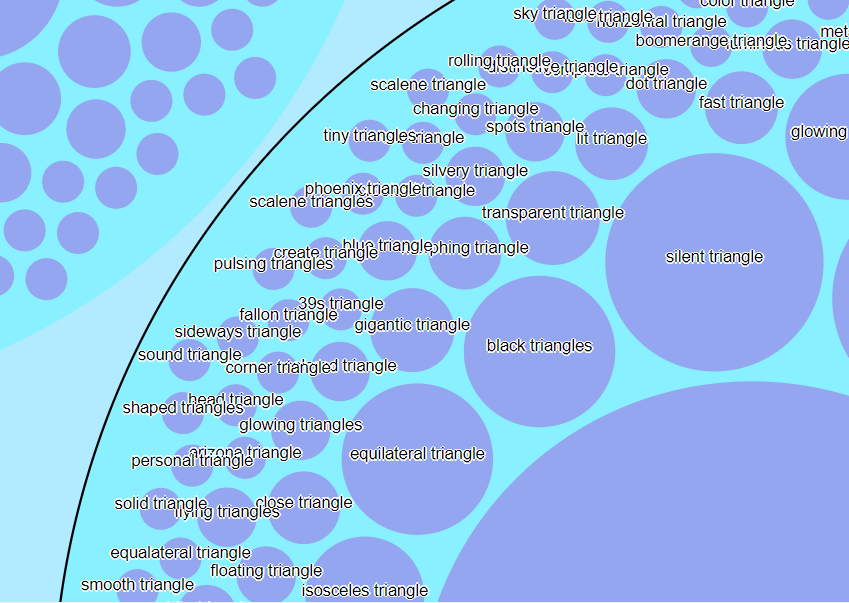 color triangle
sky triangle
triangle
horizontal triangle
met
boomerange triangle
triangle
rolling triangle
triangle
triangle
scalene triangle
dot triangle
fast triangle
changing triangle
spots triangle
glowing
tiny triangles
triangle
lit triangle
silvery triangle
phoenix triangle
triangle
scalene triangles
transparent triangle
blue triangle
triangle
create triangle
silent triangle
pulsing triangles
39s triangle
fallon triangle
gigantic triangle
sideways triangle
black triangles
sound triangle
corner triangle
triangle
head triangle
shaped triangles
glowing triangles
arizona triangle
equilateral triangle
personal triangle
solid triangle
close triangle
flying triangles
equalateral triangle
floating triangle
smooth triangle
isosceles triangle